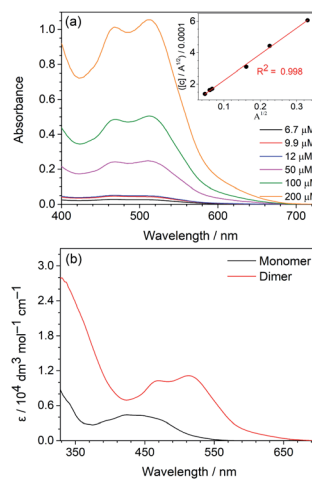 (a)
Absorbance
1.0
0.8
0.6
0.4
0.2
0.0
400
500
600
700
Wavelength / nm
([c] / A^1/2) / 0.0001
6
4
2
0
0.1
0.2
0.3
A^1/2
R² = 0.998
6.7 μM
9.9 μM
12 μM
50 μM
100 μM
200 μM
(b)
Monomer
Dimer
ε / 10⁴ dm³ mol⁻¹ cm⁻¹
3.0
2.4
1.8
1.2
0.6
0.0
350
450
550
650
Wavelength / nm